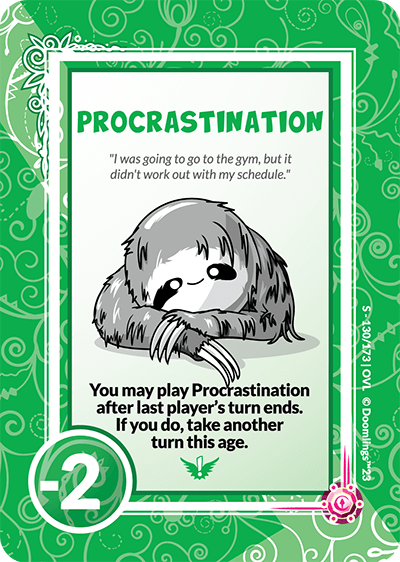 PROCRASTINATION
"I was going to go to the gym, but it
didn't work out with my schedule."
You may play Procrastination
after last player's turn ends.
If you do, take another
turn this age.
-2
S-130/173 | OVL © Doomlings™ 23